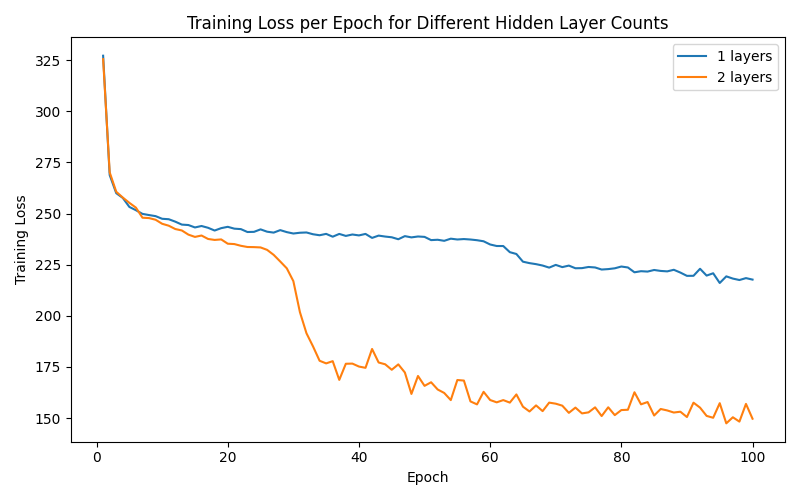 Training Loss per Epoch for Different Hidden Layer Counts
1 layers
2 layers
Training Loss
325
300
275
250
225
200
175
150
0 20 40 60 80 100
Epoch